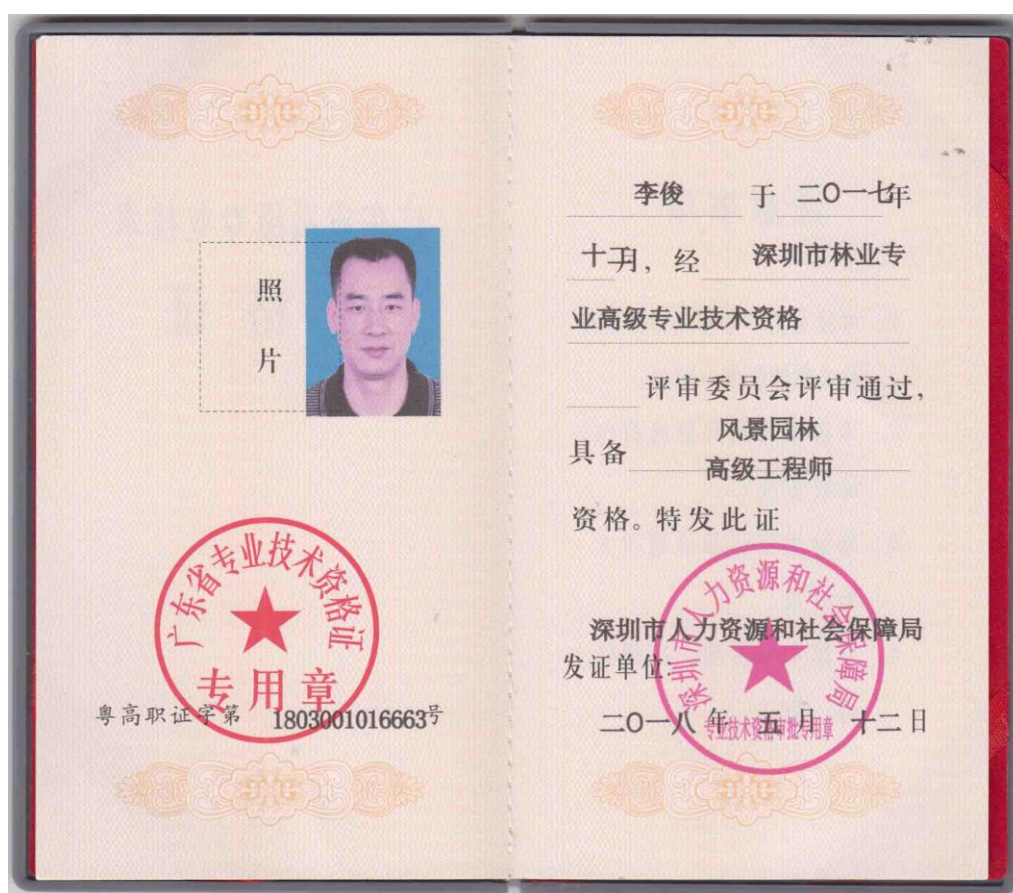 照
片
广东省专业技术资格证
专用章
粤高职证字第 1803001016663号
李俊 于 二〇一七年
十二月，经 深圳市林业专
业高级专业技术资格
评审委员会评审通过，
风景园林
具备
高级工程师
资格。特发此证
深圳市人力资源和社会保障局
深圳市人力资源和社会保障局
发证单位：
二〇一八年 五月 十二日
专业技术资格审批专用章